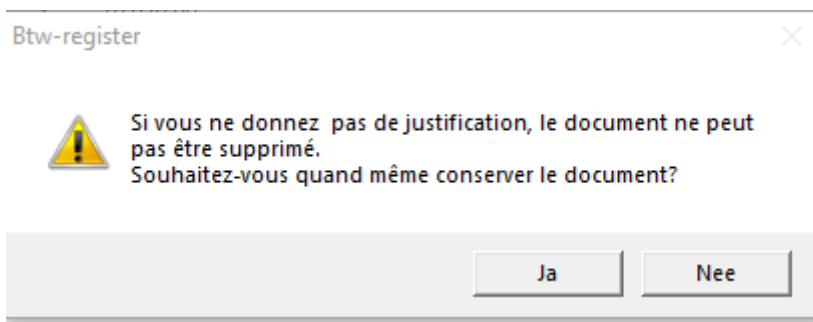 Btw-register
Si vous ne donnez  pas de justification, le document ne peut
pas être supprimé.
Souhaitez-vous quand même conserver le document?
Ja
Nee